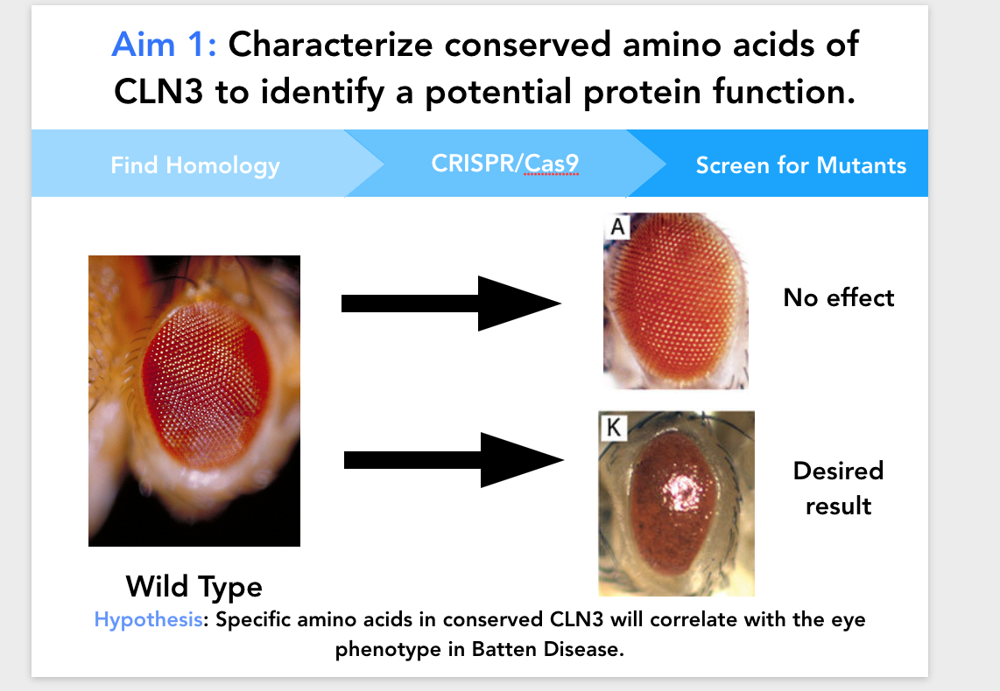 Aim 1: Characterize conserved amino acids of
CLN3 to identify a potential protein function.
Find Homology
CRISPR/Cas9
Screen for Mutants
A
No effect
K
Desired
result
Wild Type
Hypothesis: Specific amino acids in conserved CLN3 will correlate with the eye
phenotype in Batten Disease.